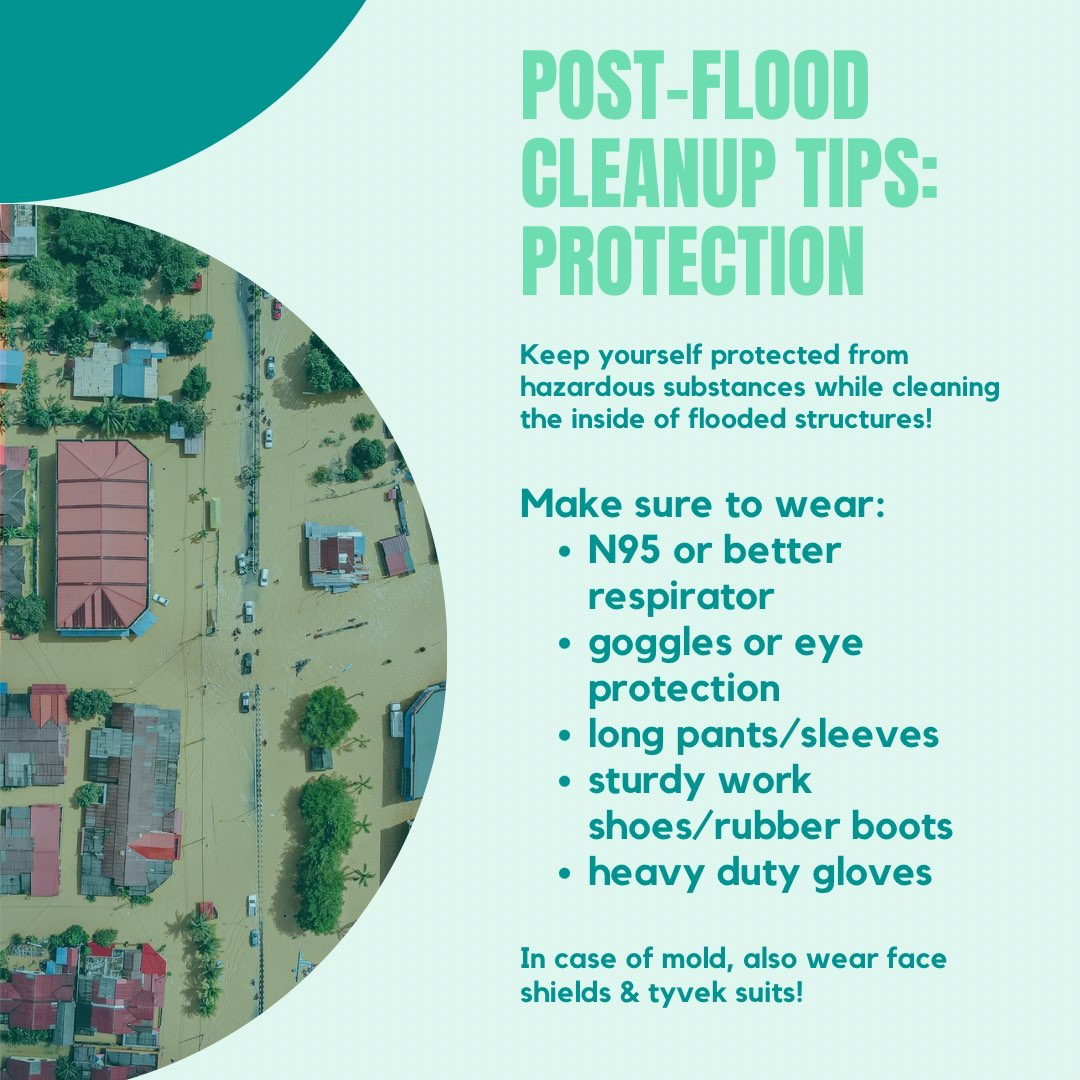 POST-FLOOD
CLEANUP TIPS:
PROTECTION
Keep yourself protected from
hazardous substances while cleaning
the inside of flooded structures!
Make sure to wear:
• N95 or better
respirator
• goggles or eye
protection
• long pants/sleeves
• sturdy work
shoes/rubber boots
• heavy duty gloves
In case of mold, also wear face
shields & tyvek suits!